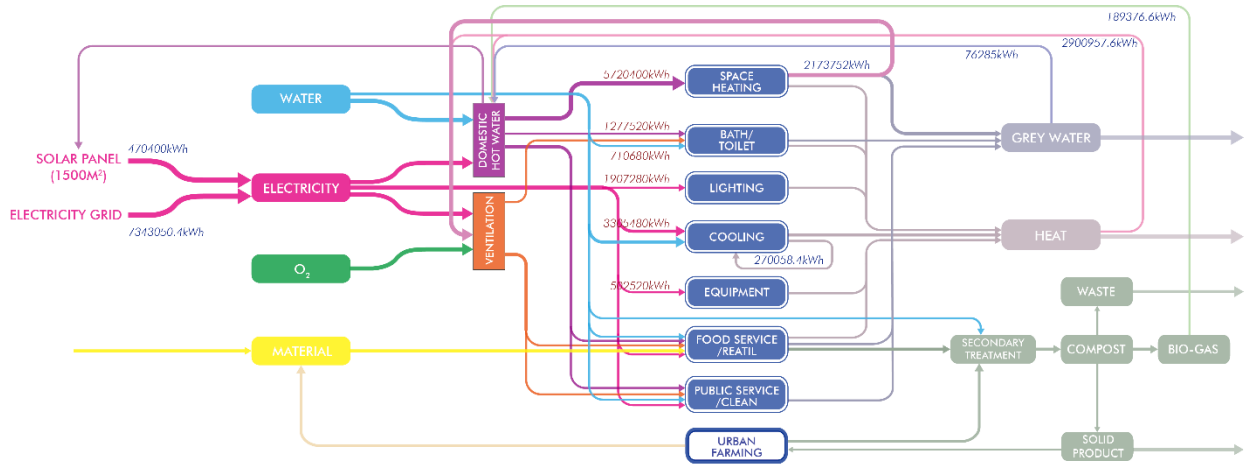 189376.6kWh
2900957.6kWh
76285kWh
2173752kWh
5720400kWh
SPACE
HEATING
WATER
DOMESTIC
HOT WATER
1277520kWh
BATH/
TOILET
GREY WATER
470400kWh
710680kWh
SOLAR PANEL
(1500M²)
ELECTRICITY
1907280kWh
LIGHTING
ELECTRICITY GRID
7343050.4kWh
VENTILATION
COOLING
HEAT
270058.4kWh
O₂
EQUIPMENT
WASTE
MATERIAL
FOOD SERVICE
/REATIL
SECONDARY
TREATMENT
COMPOST
BIO-GAS
PUBLIC SERVICE
/CLEAN
URBAN
FARMING
SOLID
PRODUCT